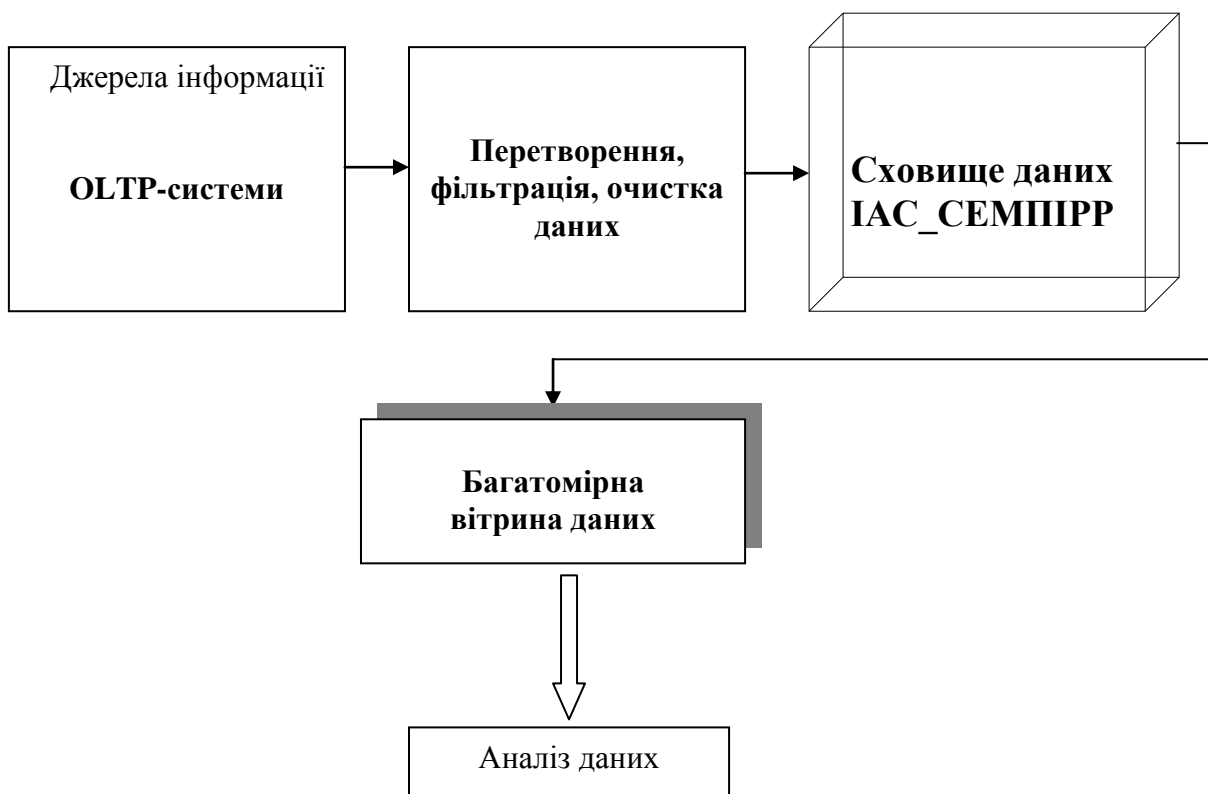 Джерела інформації
OLTP-системи
Перетворення,
фільтрація, очистка
даних
Сховище даних
ІАС_СЕМПІРР
Багатомірна
вітрина даних
Аналіз даних